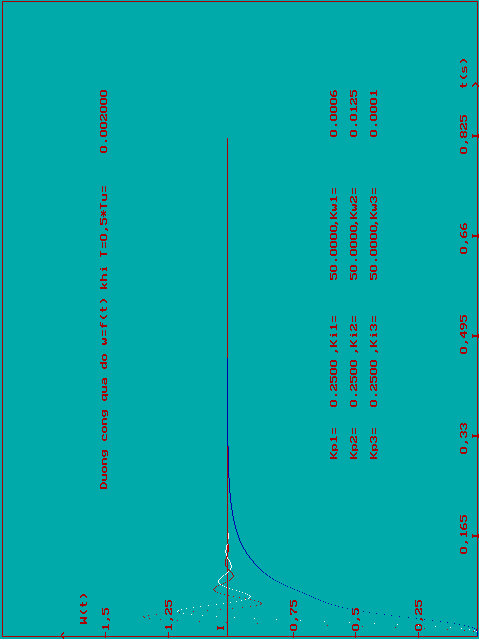 W(t)
1,5
Duong cong qua do w=f(t) khi T=0,5*Tu= 0.002000
1,25
1
0,75
Kp1= 0.2500 ,Ki1= 50.0000,Kw1= 0.0006
Kp2= 0.2500 ,Ki2= 50.0000,Kw2= 0.0125
Kp3= 0.2500 ,Ki3= 50.0000,Kw3= 0.0001
0,5
0,25
0,165 0,33 0,495 0,66 0,825 t(s)